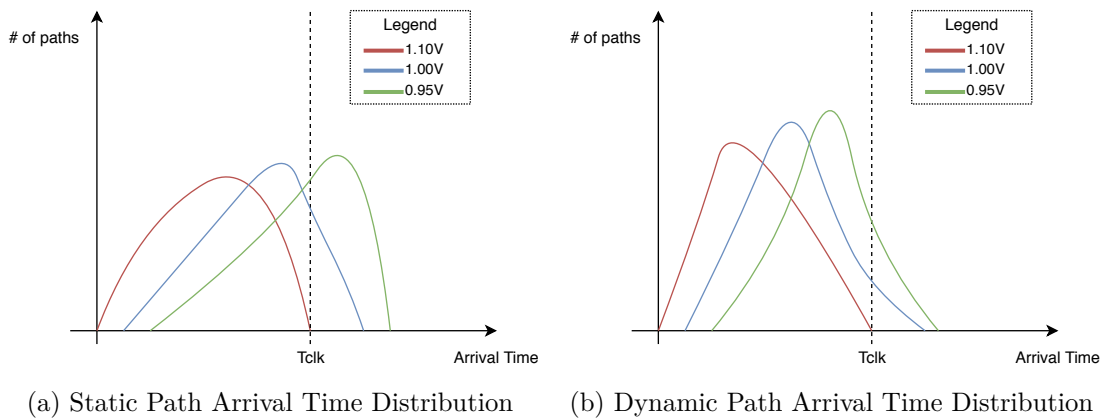 # of paths
Legend
1.10V
1.00V
0.95V
Tclk
Arrival Time
(a) Static Path Arrival Time Distribution
# of paths
Legend
1.10V
1.00V
0.95V
Tclk
Arrival Time
(b) Dynamic Path Arrival Time Distribution